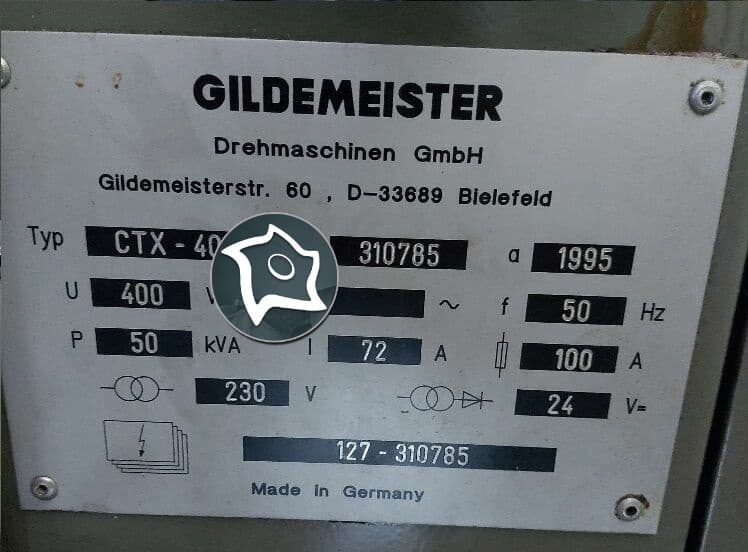 GILDEMEISTER
Drehmaschinen GmbH
Gildemeisterstr. 60 , D-33689 Bielefeld
Typ CTX - 40 310785 a 1995
U 400 V ~ f 50 Hz
P 50 kVA I 72 A 100 A
230 V 24 V=
127 - 310785
Made in Germany